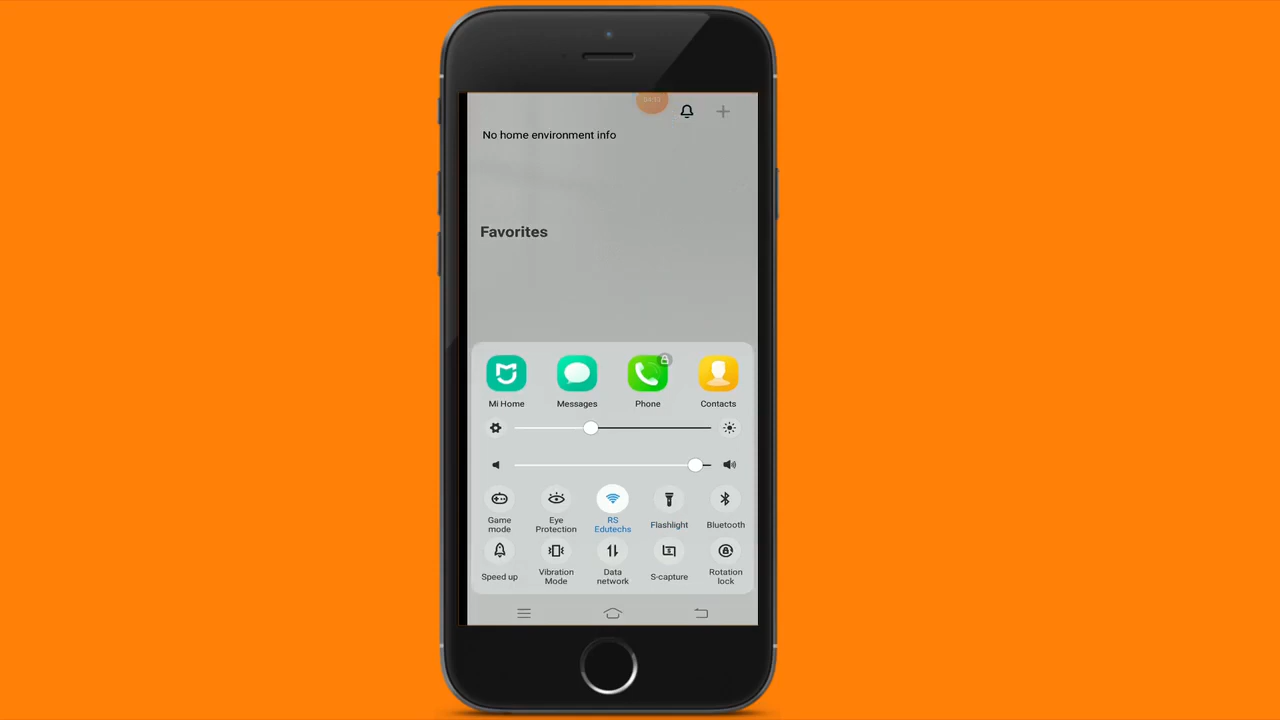 No home environment info
Favorites
Mi Home Messages Phone Contacts
Game mode
Eye Protection
RS Edutechs
Flashlight
Bluetooth
Speed up
Vibration Mode
Data network
S-capture
Rotation lock